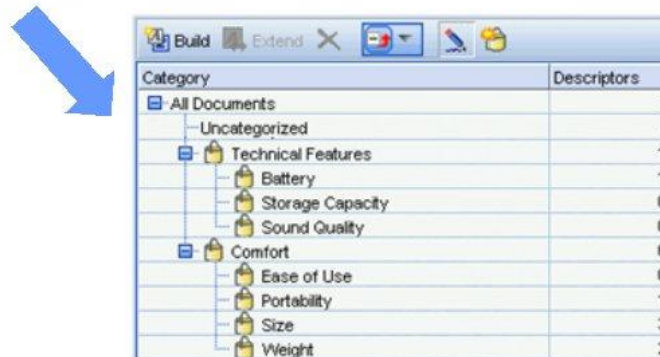 Build Extend
Category Descriptors
All Documents
Uncategorized
Technical Features
Battery
Storage Capacity
Sound Quality
Comfort
Ease of Use
Portability
Size
Weight